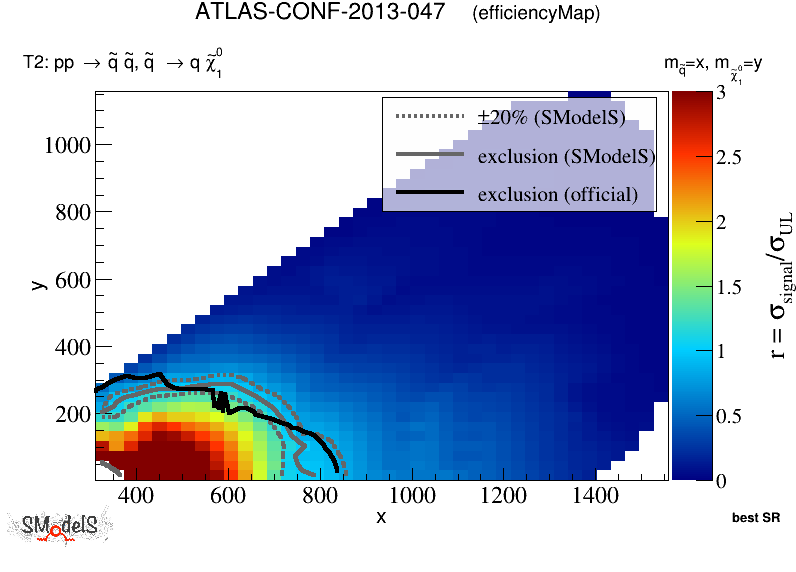 ATLAS-CONF-2013-047 (efficiencyMap)
T2: pp → q̃ q̃, q̃ → q χ̃₁⁰
m_q̃=x, m_χ̃₁⁰=y
±20% (SModelS)
exclusion (SModelS)
exclusion (official)
1000
800
600
400
200
y
400 600 800 1000 1200 1400
x
3
2.5
2
1.5
1
0.5
0
r = σ_signal/σ_UL
SModelS
best SR